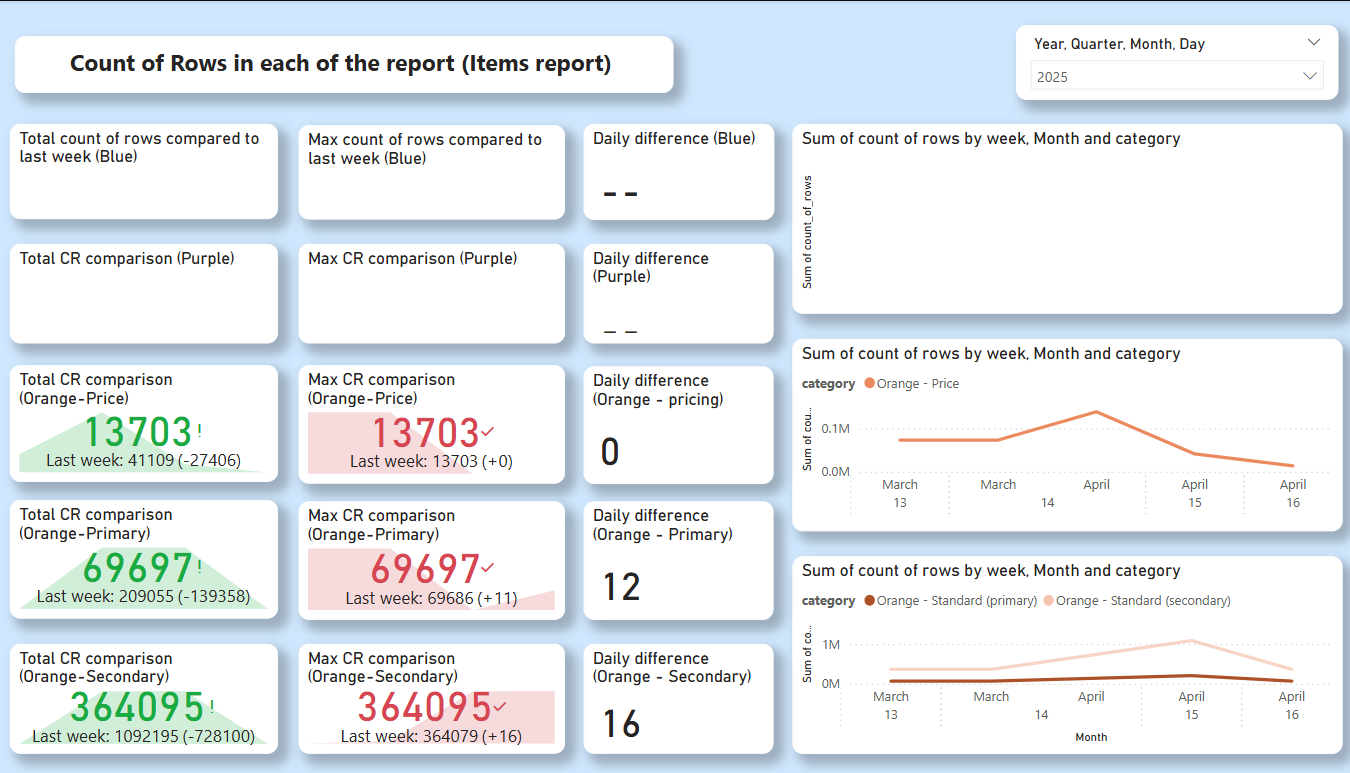 Count of Rows in each of the report (Items report)
Year, Quarter, Month, Day
2025
Total count of rows compared to
last week (Blue)
Max count of rows compared to
last week (Blue)
Daily difference (Blue)
--
Sum of count of rows by week, Month and category
Sum of count_of_rows
Total CR comparison (Purple)
Max CR comparison (Purple)
Daily difference
(Purple)
--
Total CR comparison
(Orange-Price)
13703!
Last week: 41109 (-27406)
Max CR comparison
(Orange-Price)
13703✓
Last week: 13703 (+0)
Daily difference
(Orange - pricing)
0
Sum of count of rows by week, Month and category
category Orange - Price
Sum of cou...
0.1M
0.0M
March March April April April
13 14 15 16
Total CR comparison
(Orange-Primary)
69697!
Last week: 209055 (-139358)
Max CR comparison
(Orange-Primary)
69697✓
Last week: 69686 (+11)
Daily difference
(Orange - Primary)
12
Sum of count of rows by week, Month and category
category Orange - Standard (primary) Orange - Standard (secondary)
Sum of co...
1M
0M
March March April April April
13 14 15 16
Month
Total CR comparison
(Orange-Secondary)
364095!
Last week: 1092195 (-728100)
Max CR comparison
(Orange-Secondary)
364095✓
Last week: 364079 (+16)
Daily difference
(Orange - Secondary)
16